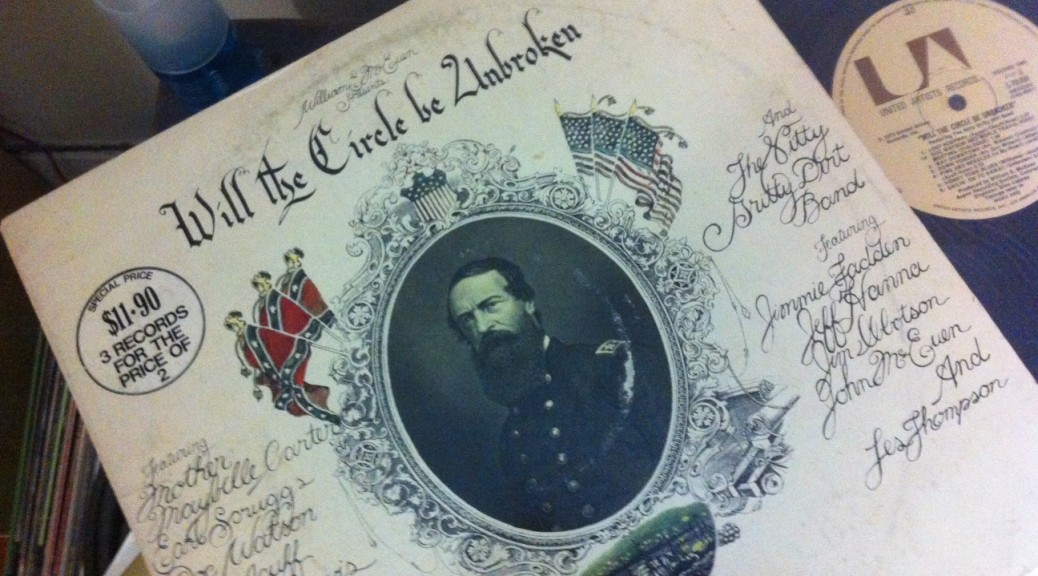 William E. McEuen
presents
Will the Circle be Unbroken
SPECIAL PRICE
$11.90
3 RECORDS
FOR THE
PRICE OF
2
Featuring
Mother
Maybelle Carter
Earl Scruggs
Doc Watson
And
The Nitty
Gritty Dirt
Band
Featuring
Jimmie Fadden
Jeff Hanna
Jim Ibbotson
John McEuen
And
Les Thompson
UA
UNITED ARTISTS RECORDS
"WILL THE CIRCLE BE UNBROKEN"